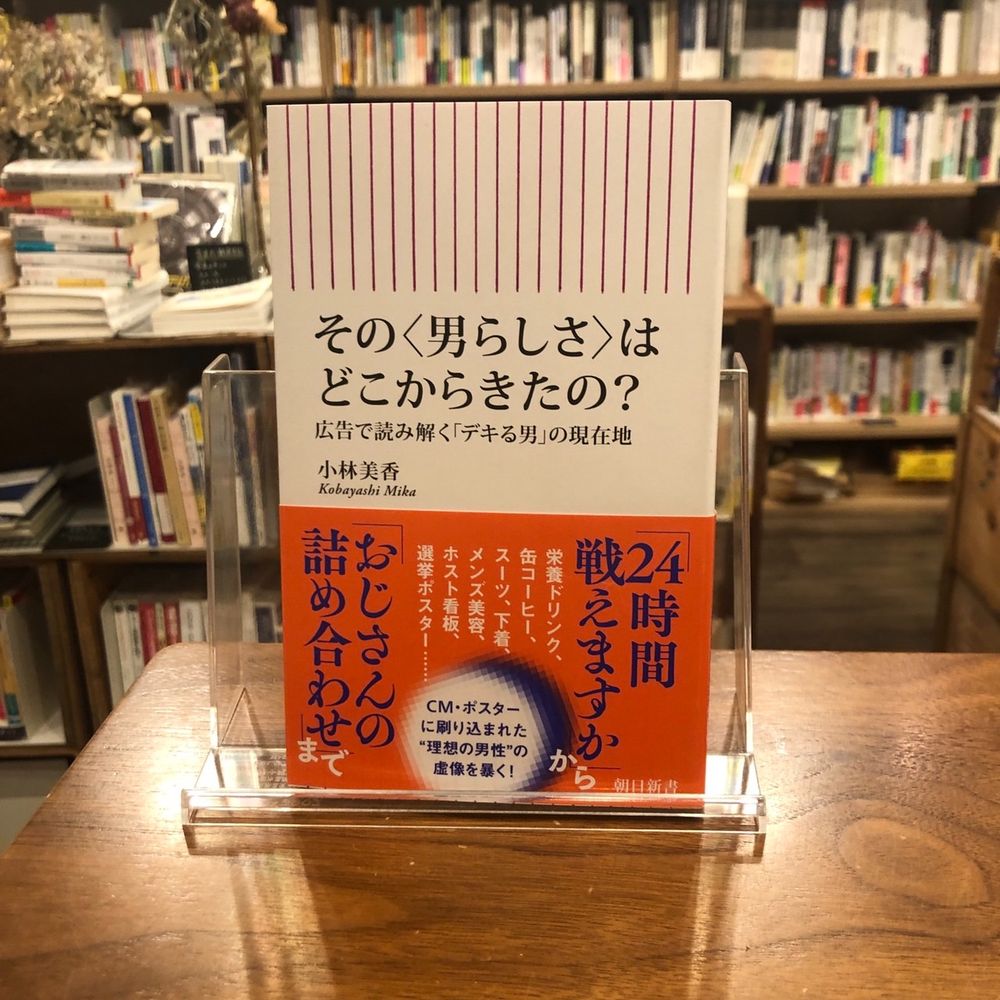 その〈男らしさ〉は
どこからきたの？
広告で読み解く「デキる男」の現在地
小林美香
Kobayashi Mika
「24時間
戦えますか」
から
栄養ドリンク、
缶コーヒー、
スーツ、下着、
メンズ美容、
ホスト看板、
選挙ポスター……
「おじさんの
詰め合わせ」
まで
CM・ポスター
に刷り込まれた
“理想の男性”の
虚像を暴く！
朝日新書